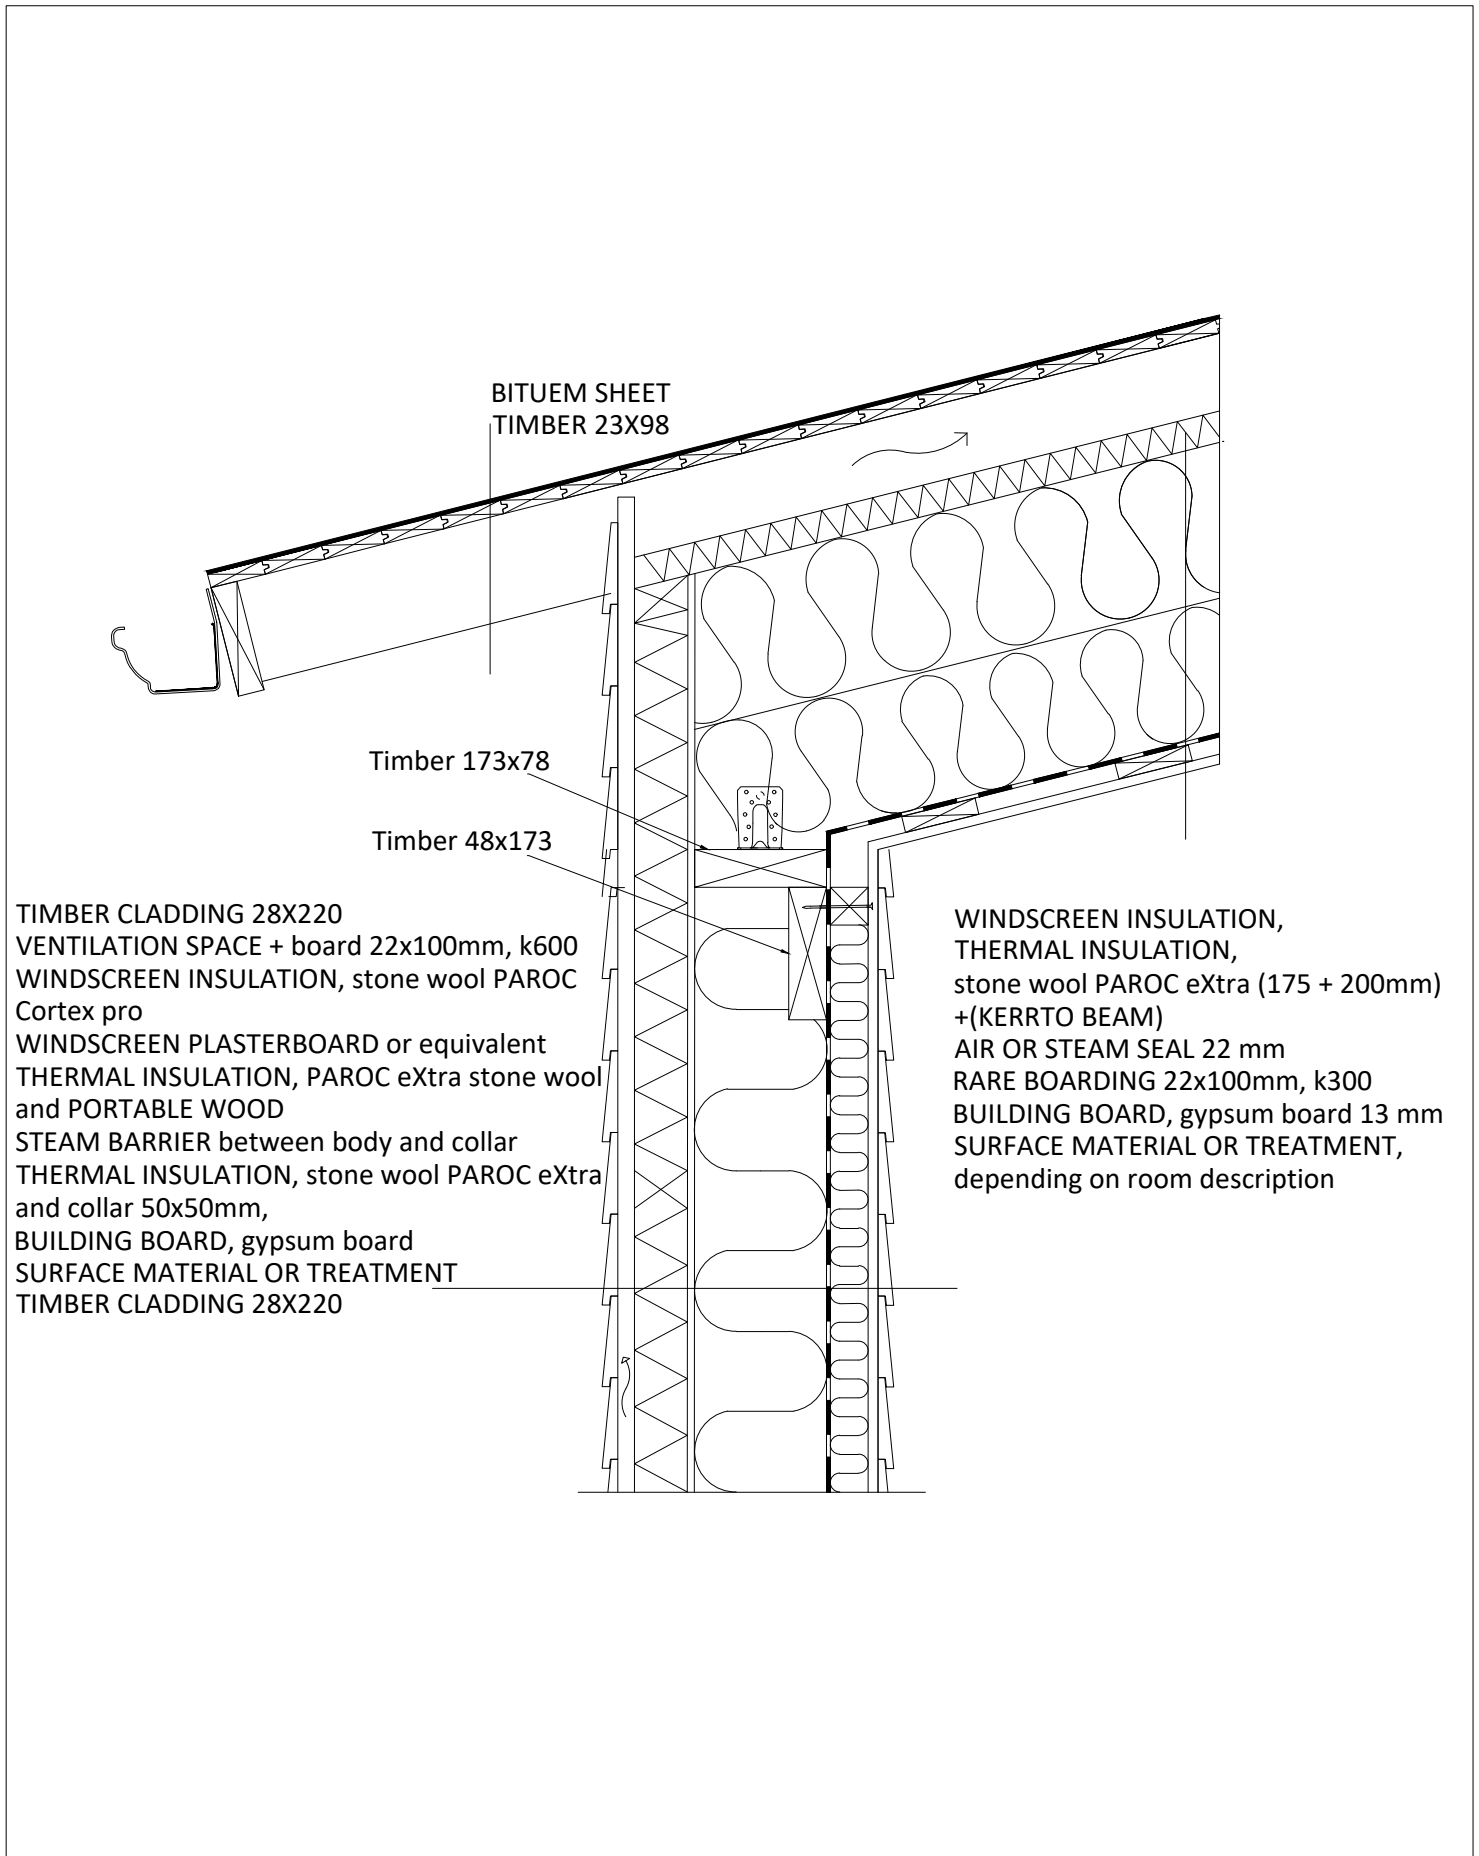 BITUEM SHEET
TIMBER 23X98
Timber 173x78
Timber 48x173
TIMBER CLADDING 28X220
VENTILATION SPACE + board 22x100mm, k600
WINDSCREEN INSULATION, stone wool PAROC
Cortex pro
WINDSCREEN PLASTERBOARD or equivalent
THERMAL INSULATION, PAROC eXtra stone wool
and PORTABLE WOOD
STEAM BARRIER between body and collar
THERMAL INSULATION, stone wool PAROC eXtra
and collar 50x50mm,
BUILDING BOARD, gypsum board
SURFACE MATERIAL OR TREATMENT
TIMBER CLADDING 28X220
WINDSCREEN INSULATION,
THERMAL INSULATION,
stone wool PAROC eXtra (175 + 200mm)
+(KERRTO BEAM)
AIR OR STEAM SEAL 22 mm
RARE BOARDING 22x100mm, k300
BUILDING BOARD, gypsum board 13 mm
SURFACE MATERIAL OR TREATMENT,
depending on room description